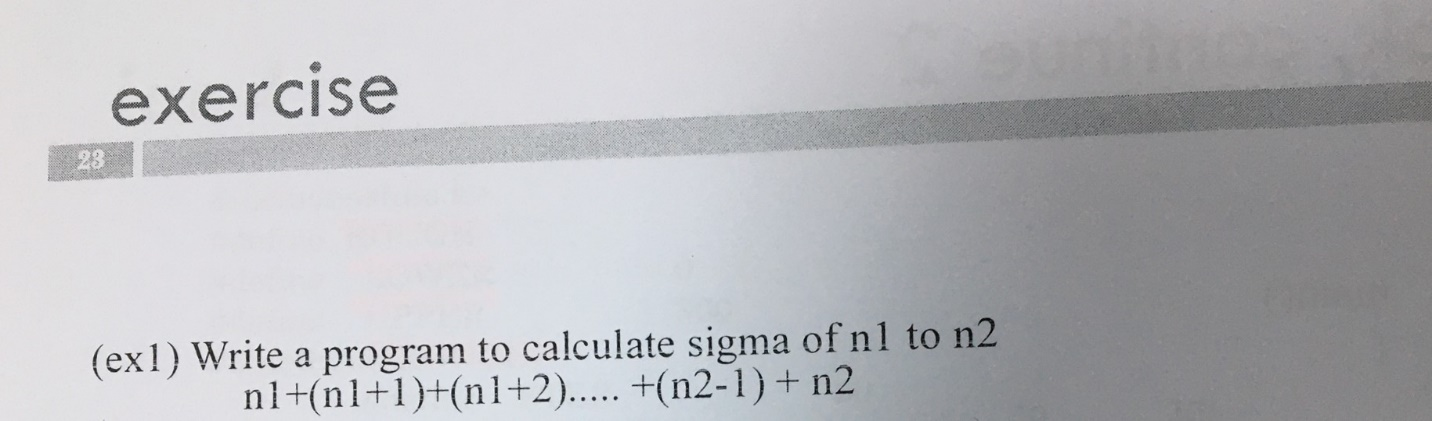 exercise
23
(ex1) Write a program to calculate sigma of n1 to n2
n1+(n1+1)+(n1+2)..... +(n2-1) + n2